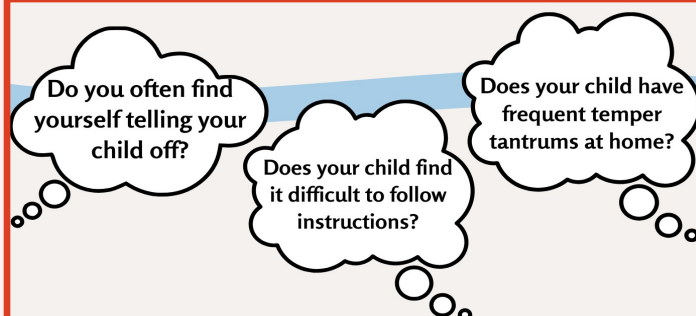 Do you often find
yourself telling your
child off?
Does your child find
it difficult to follow
instructions?
Does your child have
frequent temper
tantrums at home?